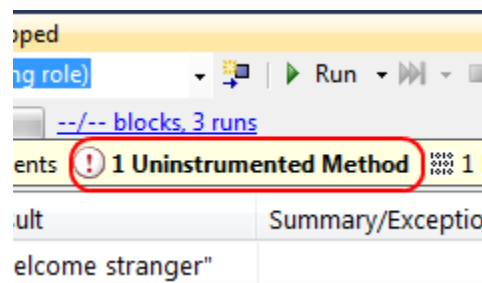 pped
ng role) Run
--/-- blocks, 3 runs
ents 1 Uninstrumented Method 1
ult Summary/Exceptio
elcome stranger"